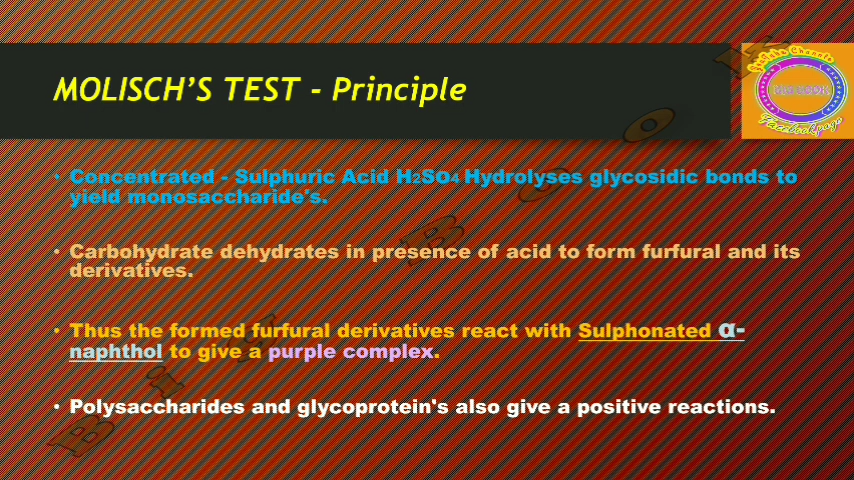 MOLISCH'S TEST - Principle
• Concentrated - Sulphuric Acid H2SO4 Hydrolyses glycosidic bonds to
yield monosaccharide's.
• Carbohydrate dehydrates in presence of acid to form furfural and its
derivatives.
• Thus the formed furfural derivatives react with Sulphonated α-
naphthol to give a purple complex.
• Polysaccharides and glycoprotein's also give a positive reactions.
Facebook page